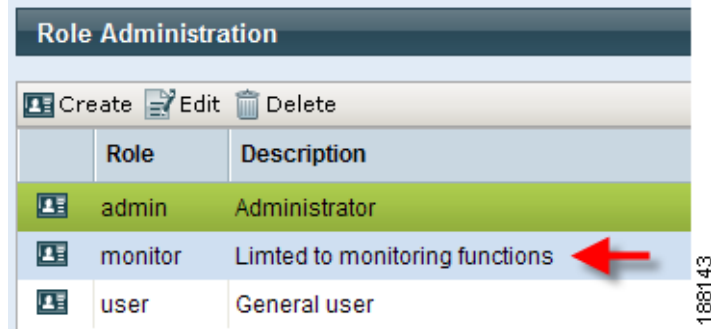 Role Administration
Create Edit Delete
Role Description
admin Administrator
monitor Limted to monitoring functions
user General user
188143